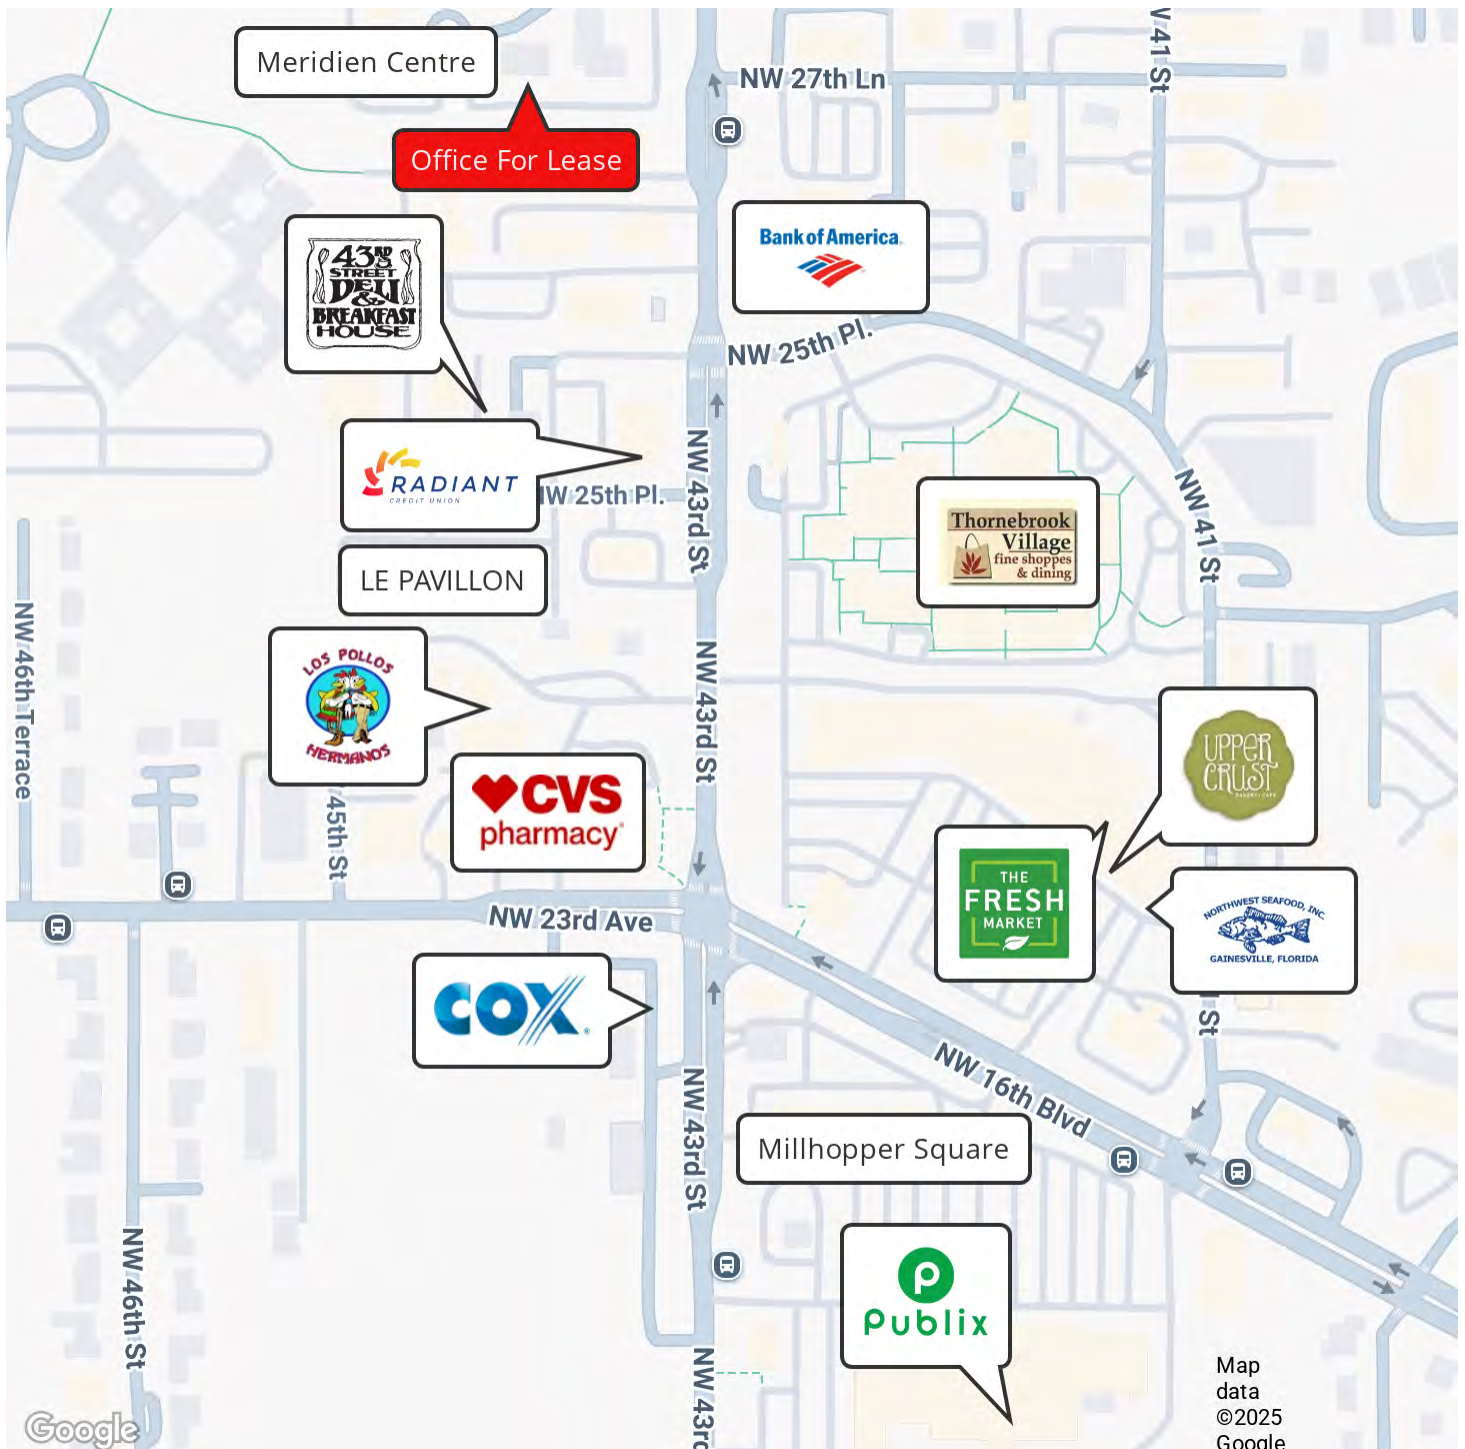 Meridien Centre
NW 27th Ln
W 41 St
Office For Lease
43RD
STREET
DELI
&
BREAKFAST
HOUSE
Bank of America
NW 25th Pl.
RADIANT
CREDIT UNION
NW 25th Pl.
NW 43rd St
NW 41 St
Thornebrook
Village
fine shoppes
& dining
LE PAVILLON
NW 46th Terrace
LOS POLLOS
HERMANOS
NW 43rd St
UPPER
CRUST
BAKERY CAFE
CVS
pharmacy
45th St
THE
FRESH
MARKET
NORTHWEST SEAFOOD, INC
GAINESVILLE, FLORIDA
NW 23rd Ave
COX
St
NW 16th Blvd
NW 43rd St
Millhopper Square
NW 46th St
Publix
NW 43rd
Map
data
©2025
Google
Google